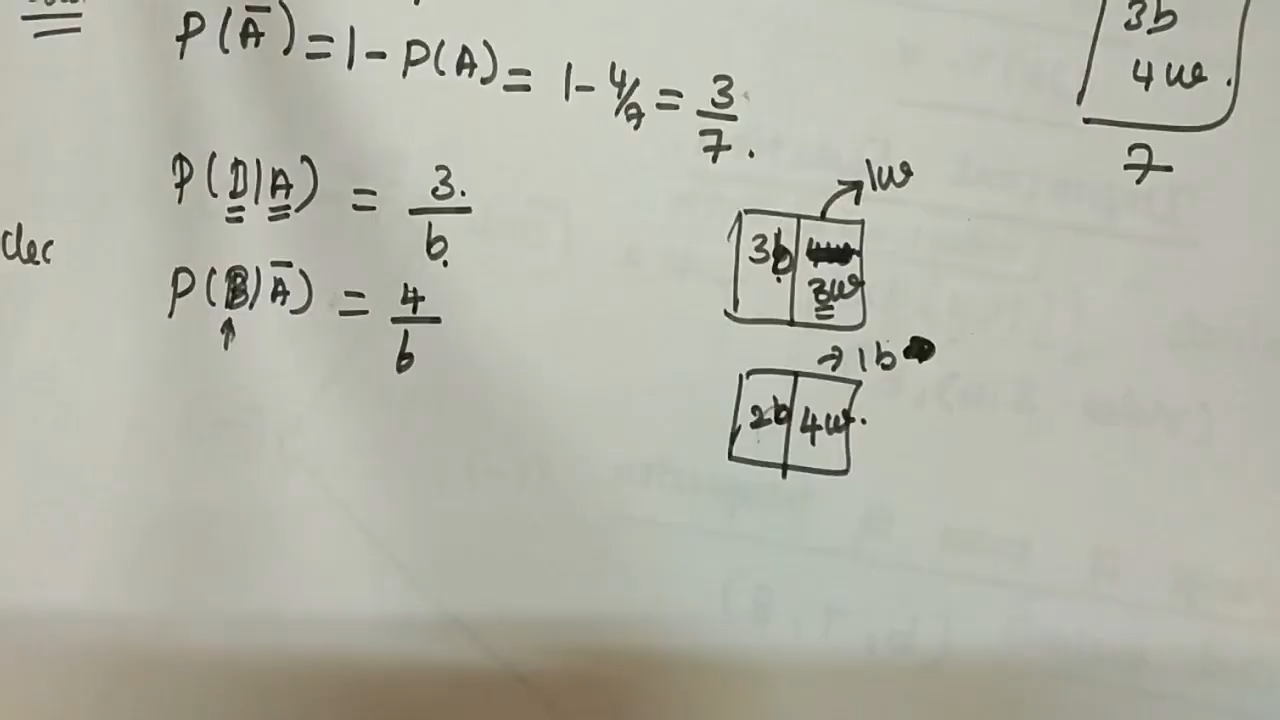 P(Ā) = 1 - P(A) = 1 - 4/7 = 3/7.
3b
4w.
7
P(D|A) = 3./6.
P(B|Ā) = 4/6
1w
3b
3w
→ 1b
2b 4w.